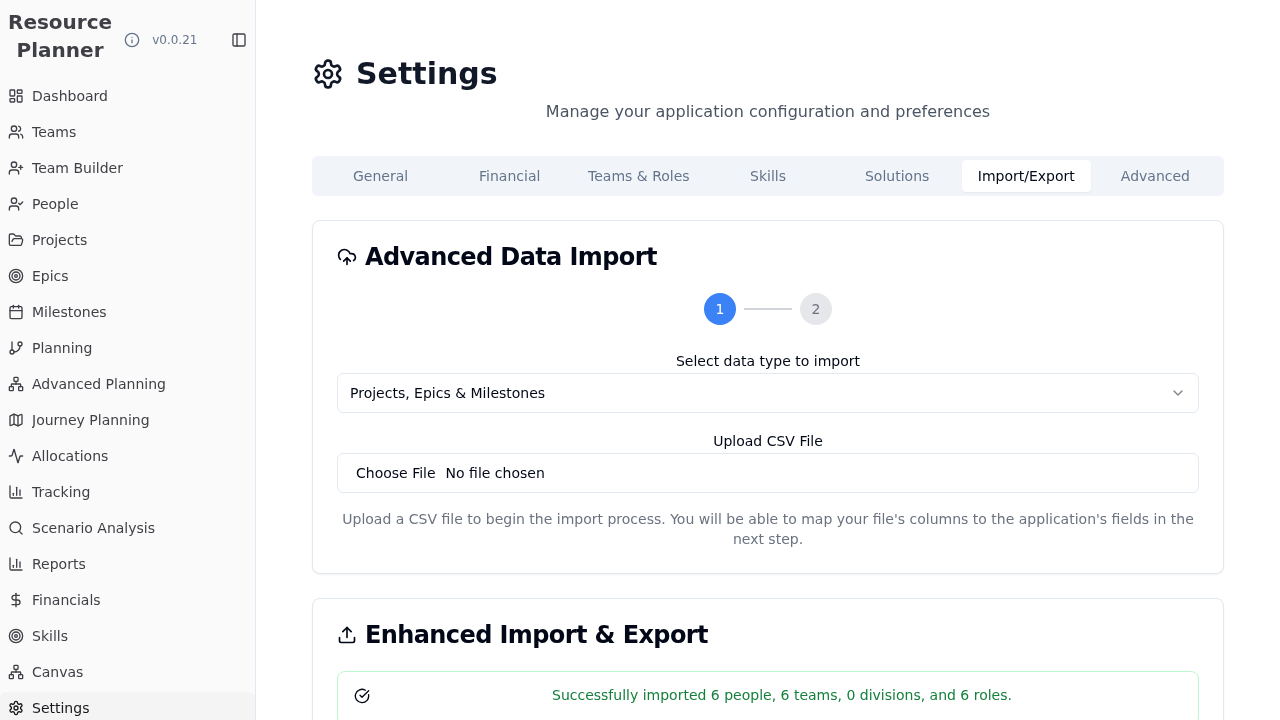 Resource
Planner
v0.0.21
Dashboard
Teams
Team Builder
People
Projects
Epics
Milestones
Planning
Advanced Planning
Journey Planning
Allocations
Tracking
Scenario Analysis
Reports
Financials
Skills
Canvas
Settings
Settings
Manage your application configuration and preferences
General
Financial
Teams & Roles
Skills
Solutions
Import/Export
Advanced
Advanced Data Import
1
2
Select data type to import
Projects, Epics & Milestones
Upload CSV File
Choose File No file chosen
Upload a CSV file to begin the import process. You will be able to map your file's columns to the application's fields in the
next step.
Enhanced Import & Export
Successfully imported 6 people, 6 teams, 0 divisions, and 6 roles.